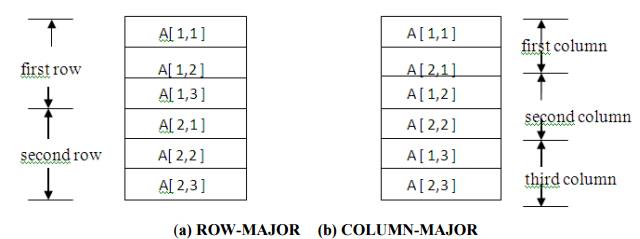 A[ 1,1 ] A [ 1,1 ]
first row A[ 1,2 ] A [ 2,1 ] first column
A[ 1,3 ] A [ 1,2 ]
A[ 2,1 ] A [ 2,2 ] second column
second row A[ 2,2 ] A [ 1,3 ]
A[ 2,3 ] A [ 2,3 ] third column
(a) ROW-MAJOR (b) COLUMN-MAJOR